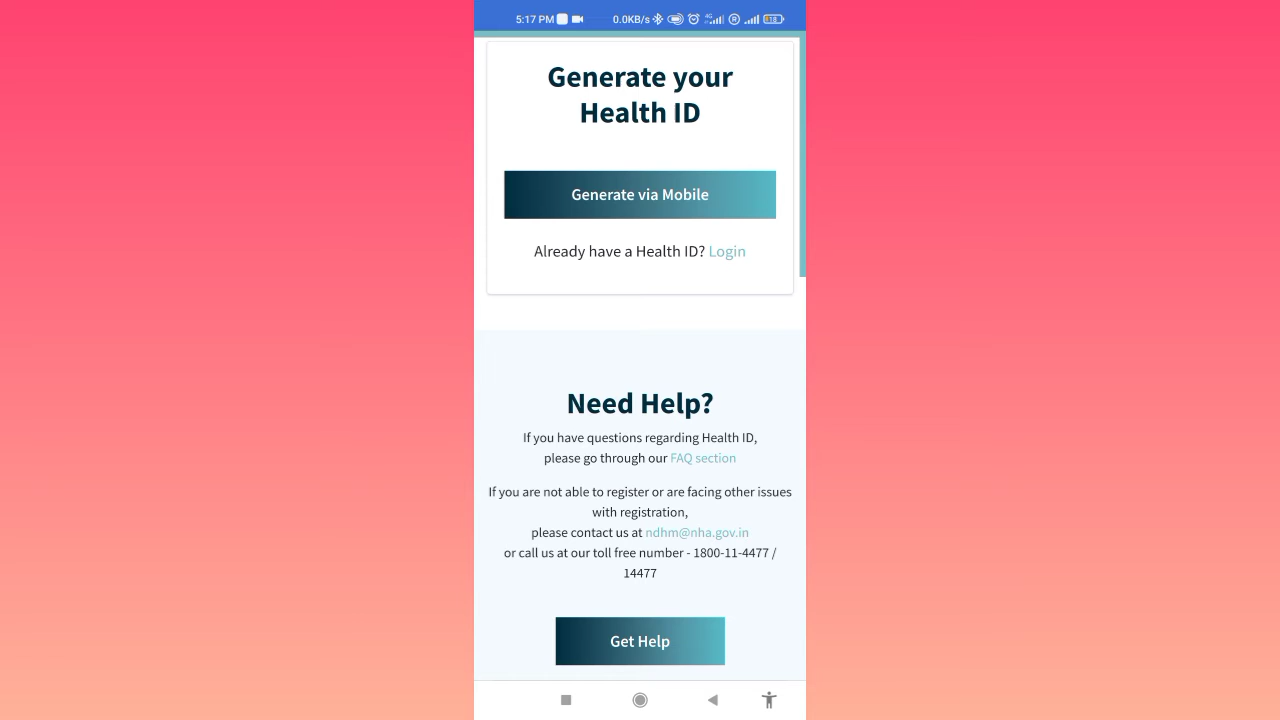 5:17 PM 0.0KB/s 4G R 18
Generate your
Health ID
Generate via Mobile
Already have a Health ID? Login
Need Help?
If you have questions regarding Health ID,
please go through our FAQ section
If you are not able to register or are facing other issues
with registration,
please contact us at ndhm@nha.gov.in
or call us at our toll free number - 1800-11-4477 /
14477
Get Help